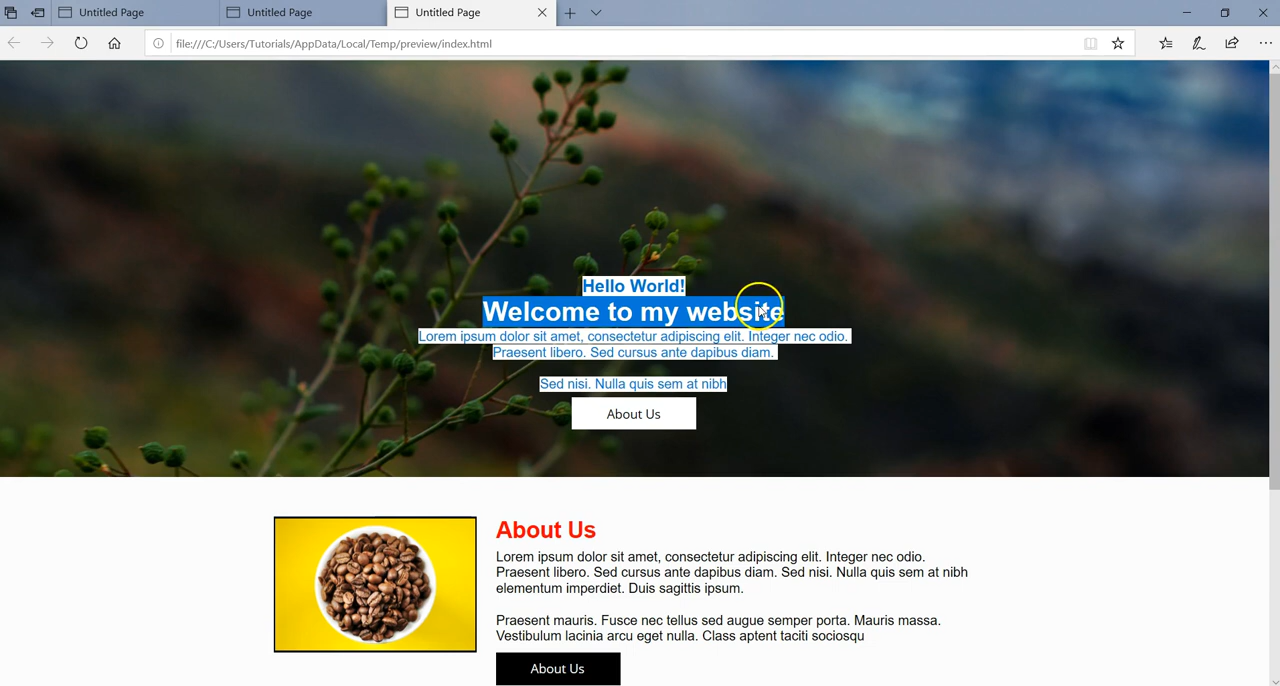 Untitled Page
Untitled Page
Untitled Page
file:///C:/Users/Tutorials/AppData/Local/Temp/preview/index.html
Hello World!
Welcome to my website
Lorem ipsum dolor sit amet, consectetur adipiscing elit. Integer nec odio.
Praesent libero. Sed cursus ante dapibus diam.
Sed nisi. Nulla quis sem at nibh
About Us
About Us
Lorem ipsum dolor sit amet, consectetur adipiscing elit. Integer nec odio.
Praesent libero. Sed cursus ante dapibus diam. Sed nisi. Nulla quis sem at nibh
elementum imperdiet. Duis sagittis ipsum.
Praesent mauris. Fusce nec tellus sed augue semper porta. Mauris massa.
Vestibulum lacinia arcu eget nulla. Class aptent taciti sociosqu
About Us